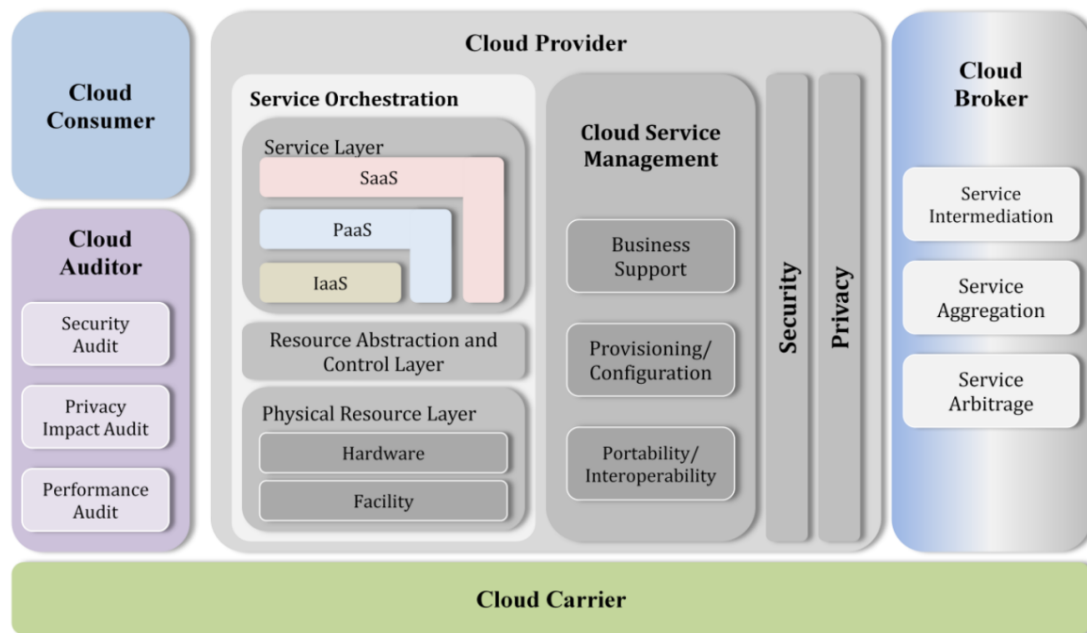 Cloud
Consumer
Cloud
Auditor
Security
Audit
Privacy
Impact Audit
Performance
Audit
Cloud Provider
Service Orchestration
Service Layer
SaaS
PaaS
IaaS
Resource Abstraction and
Control Layer
Physical Resource Layer
Hardware
Facility
Cloud Service
Management
Business
Support
Provisioning/
Configuration
Portability/
Interoperability
Security
Privacy
Cloud
Broker
Service
Intermediation
Service
Aggregation
Service
Arbitrage
Cloud Carrier